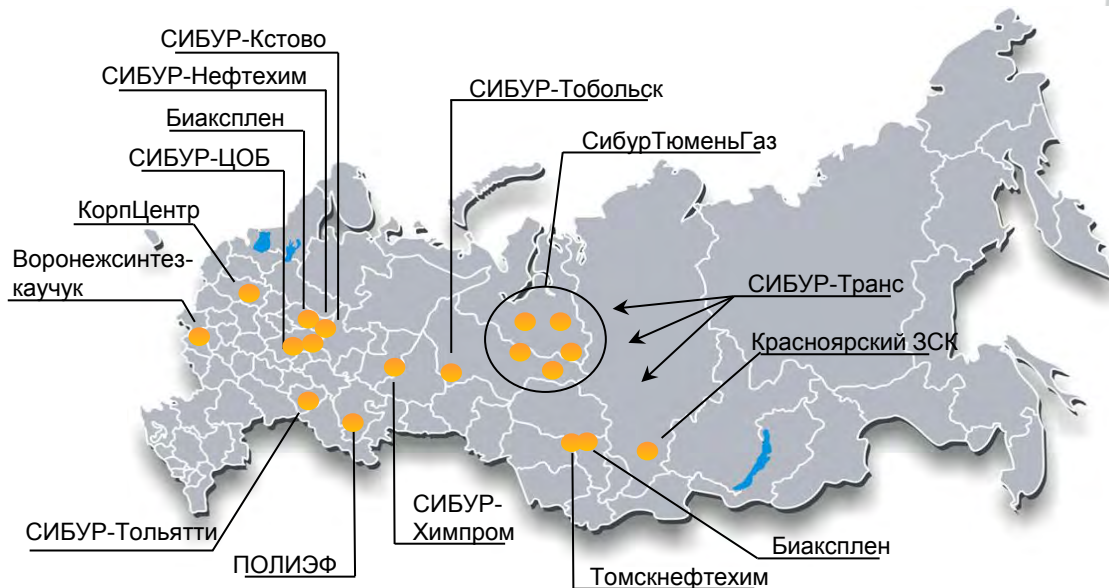 СИБУР-Кстово
СИБУР-Нефтехим
СИБУР-Тобольск
Биаксплен
СибурТюменьГаз
СИБУР-ЦОБ
КорпЦентр
Воронежсинтез-
каучук
СИБУР-Транс
Красноярский ЗСК
СИБУР-
Химпром
СИБУР-Тольятти
ПОЛИЭФ
Биаксплен
Томскнефтехим